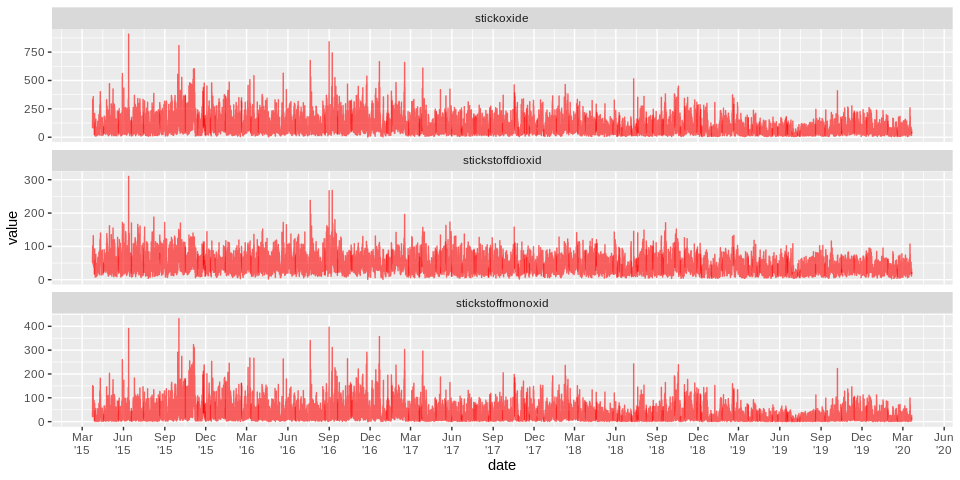 stickoxide
750
500
250
0
stickstoffdioxid
300
200
100
0
value
stickstoffmonoxid
400
300
200
100
0
Mar Jun Sep Dec Mar Jun Sep Dec Mar Jun Sep Dec Mar Jun Sep Dec Mar Jun Sep Dec Mar Jun
'15 '15 '15 '15 '16 '16 '16 '16 '17 '17 '17 '17 '18 '18 '18 '18 '19 '19 '19 '19 '20 '20
date